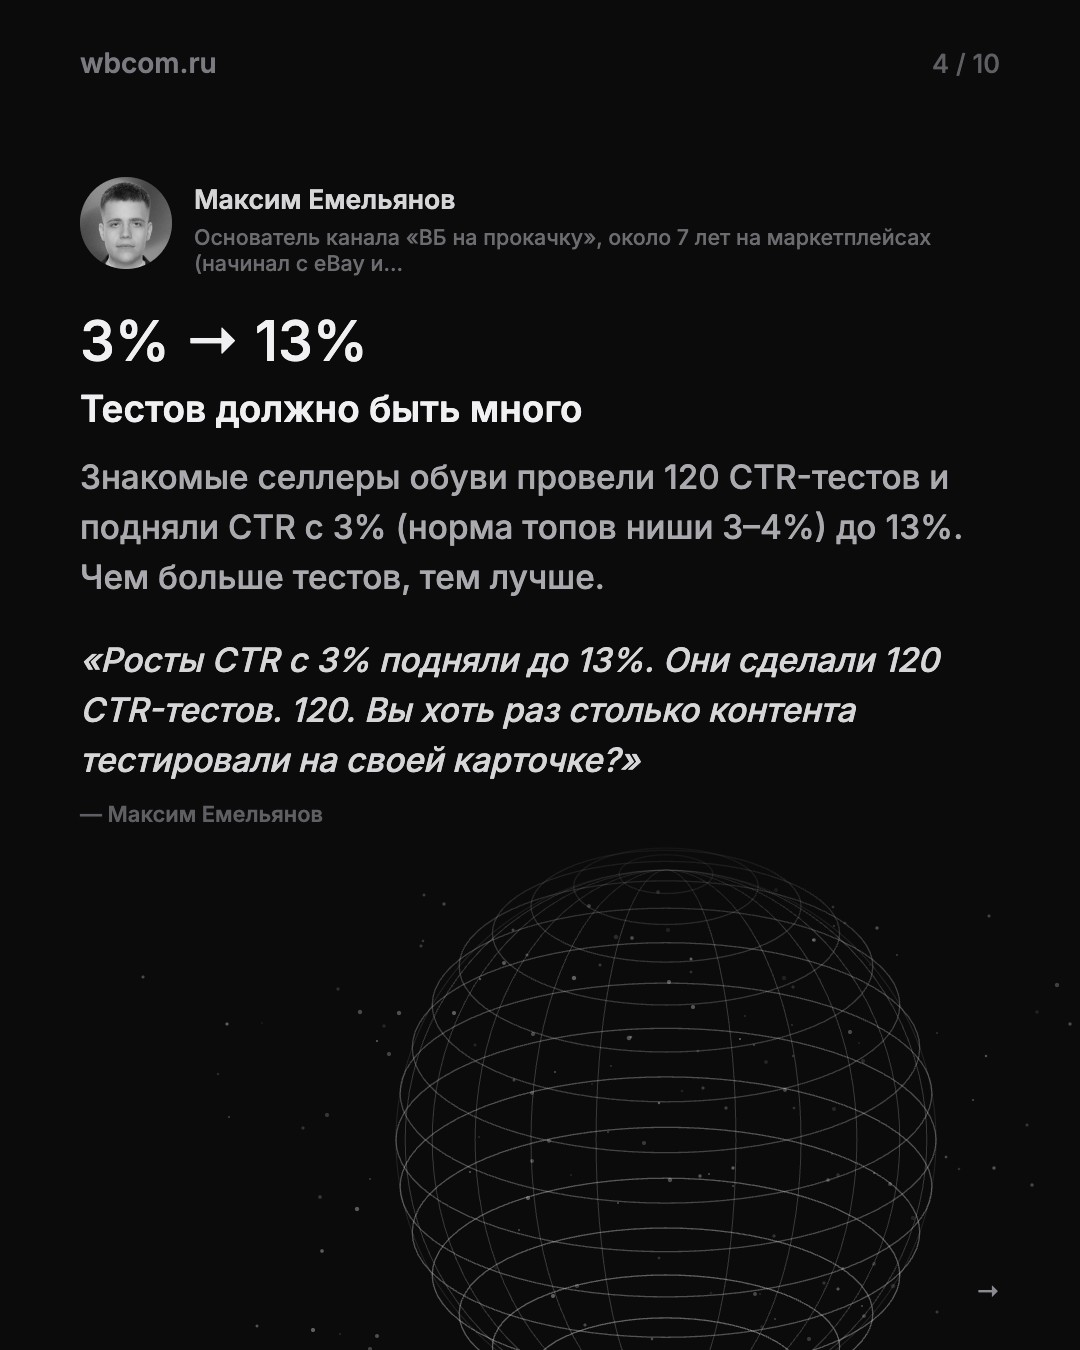 wbcom.ru
4 / 10
Максим Емельянов
Основатель канала «ВБ на прокачку», около 7 лет на маркетплейсах
(начинал с eBay и...
3% → 13%
Тестов должно быть много
Знакомые селлеры обуви провели 120 CTR-тестов и
подняли CTR с 3% (норма топов ниши 3–4%) до 13%.
Чем больше тестов, тем лучше.
«Росты CTR с 3% подняли до 13%. Они сделали 120
CTR-тестов. 120. Вы хоть раз столько контента
тестировали на своей карточке?»
— Максим Емельянов
→